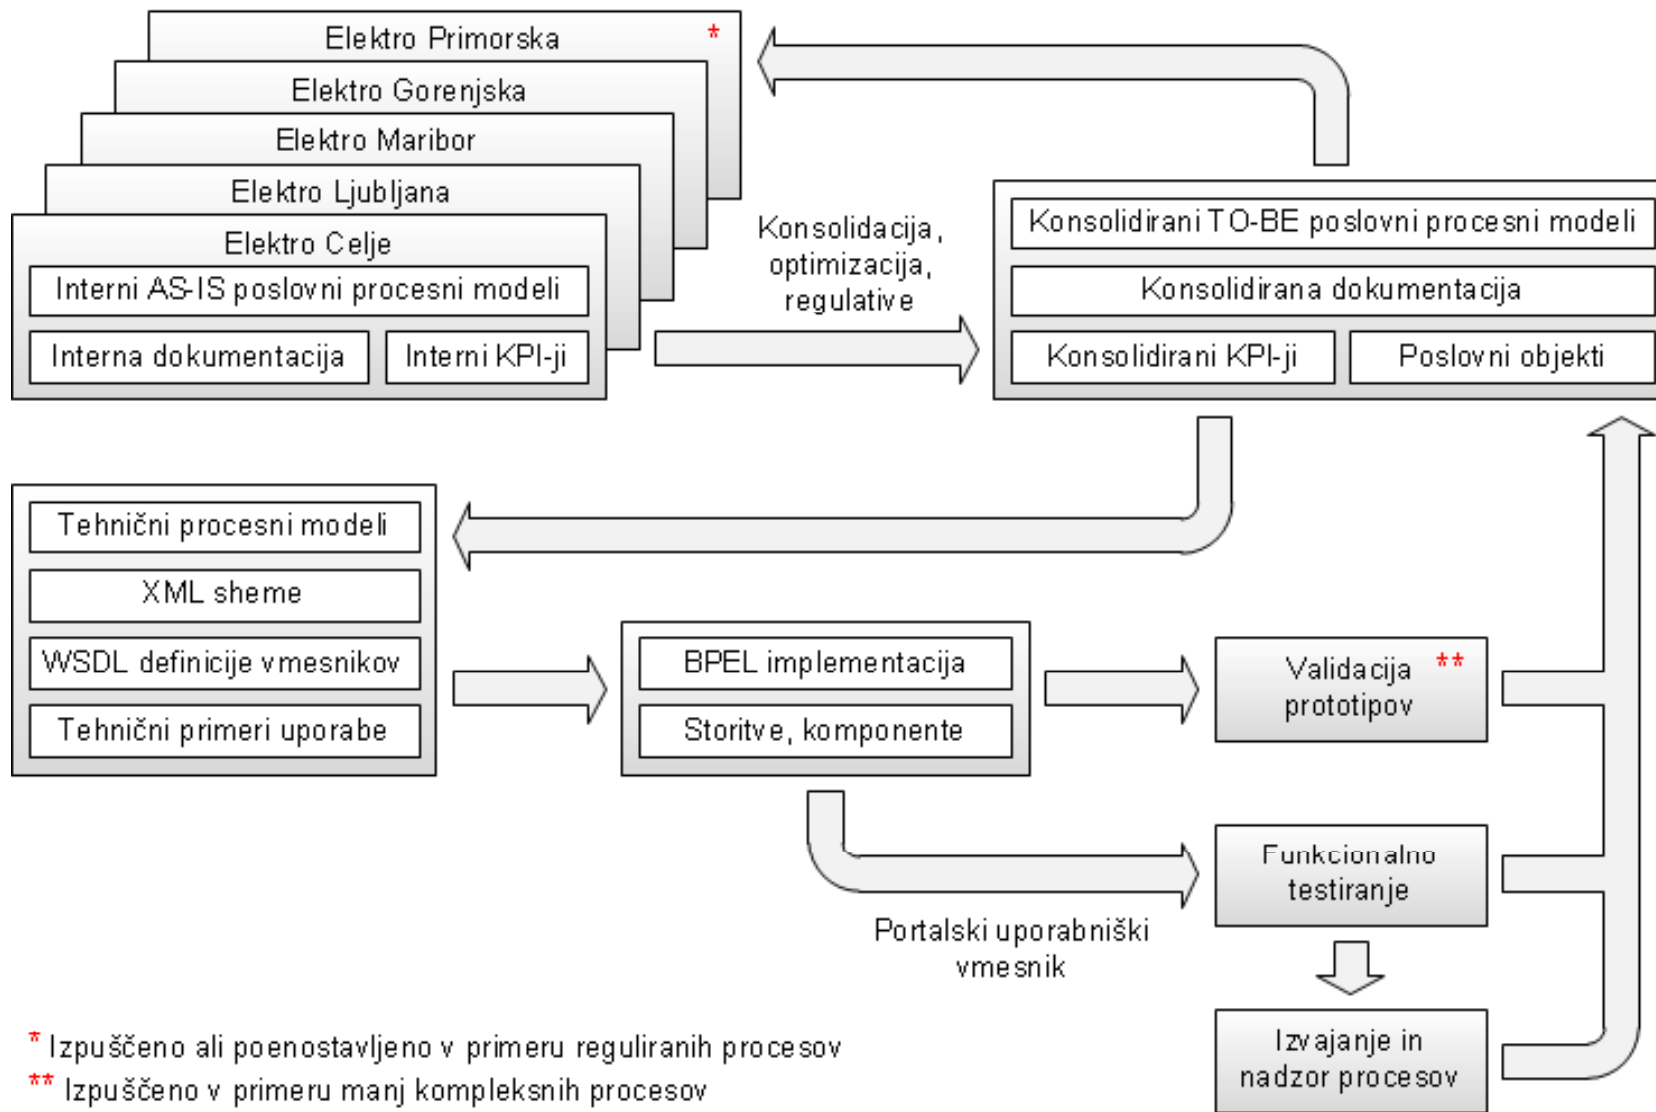 Elektro Primorska *
Elektro Gorenjska
Elektro Maribor
Elektro Ljubljana
Elektro Celje
Interni AS-IS poslovni procesni modeli
Interna dokumentacija
Interni KPI-ji
Konsolidacija,
optimizacija,
regulative
Konsolidirani TO-BE poslovni procesni modeli
Konsolidirana dokumentacija
Konsolidirani KPI-ji
Poslovni objekti
Tehnični procesni modeli
XML sheme
WSDL definicije vmesnikov
Tehnični primeri uporabe
BPEL implementacija
Storitve, komponente
Validacija **
prototipov
Portalski uporabniški
vmesnik
Funkcionalno
testiranje
Izvajanje in
nadzor procesov
* Izpuščeno ali poenostavljeno v primeru reguliranih procesov
** Izpuščeno v primeru manj kompleksnih procesov